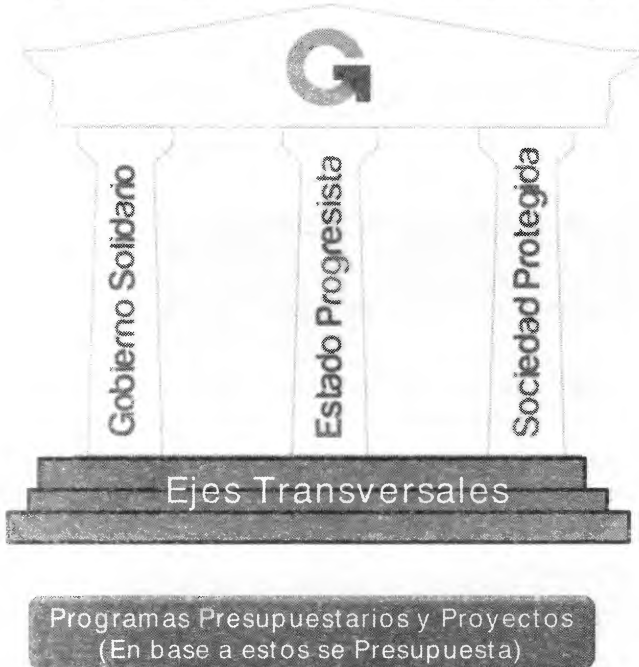 Gobierno Solidario
Estado Progresista
Sociedad Protegida
Ejes Transversales
Programas Presupuestarios y Proyectos
(En base a estos se Presupuesta)